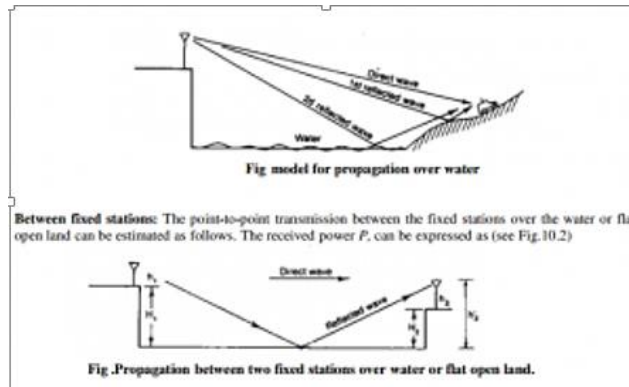 Direct wave
1st reflected wave
2d reflected wave
Water
Fig model for propagation over water
Between fixed stations: The point-to-point transmission between the fixed stations over the water or fla
open land can be estimated as follows. The received power P, can be expressed as (see Fig.10.2)
Direct wave
Reflected wave
Fig .Propagation between two fixed stations over water or flat open land.